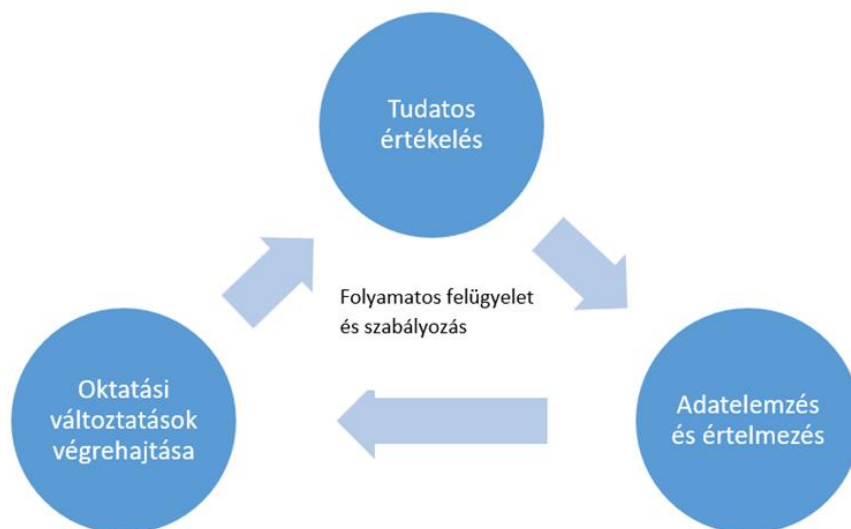 Tudatos
értékelés
Folyamatos felügyelet
és szabályozás
Oktatási
változtatások
végrehajtása
Adatelemzés
és értelmezés